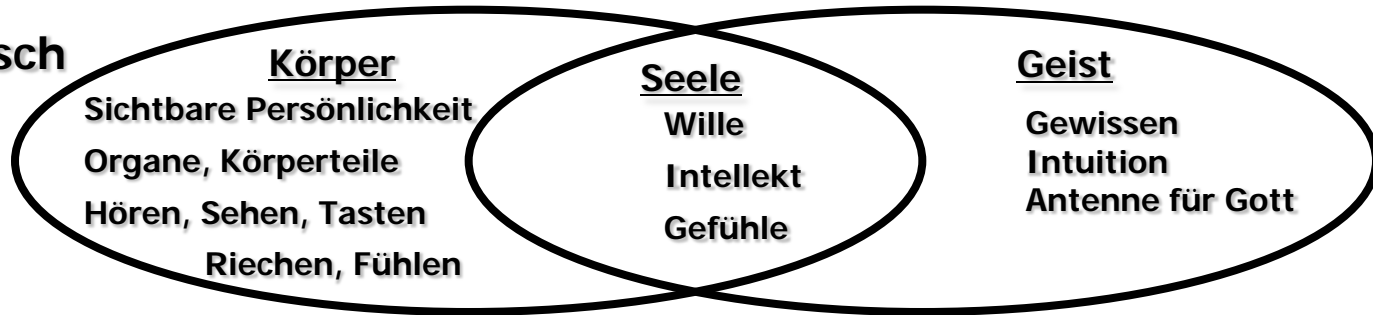 sch
Körper
Sichtbare Persönlichkeit
Organe, Körperteile
Hören, Sehen, Tasten
Riechen, Fühlen
Seele
Wille
Intellekt
Gefühle
Geist
Gewissen
Intuition
Antenne für Gott